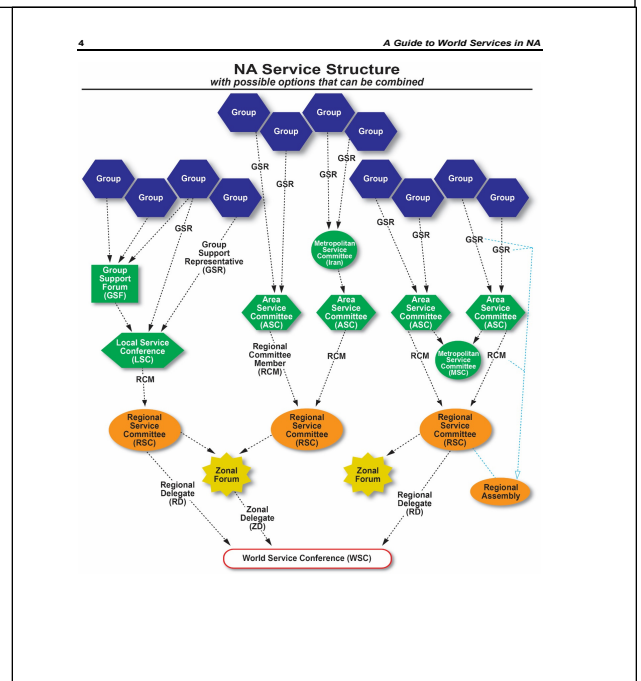 4
A Guide to World Services in NA
NA Service Structure
with possible options that can be combined
Group
Group
Group
Group
Group
Group
Group
Group
Group
Group
Group
Group
GSR
GSR
GSR
GSR
GSR
GSR
GSR
GSR
GSR
Group
Support
Representative
(GSR)
Metropolitan
Service
Committee
(Iran)
Group
Support
Forum
(GSF)
Area
Service
Committee
(ASC)
Area
Service
Committee
(ASC)
Area
Service
Committee
(ASC)
Area
Service
Committee
(ASC)
Local Service
Conference
(LSC)
Regional
Committee
Member
(RCM)
RCM
RCM
Metropolitan
Service
Committee
(MSC)
RCM
RCM
Regional
Service
Committee
(RSC)
Regional
Service
Committee
(RSC)
Regional
Service
Committee
(RSC)
Zonal
Forum
Zonal
Forum
Regional
Assembly
Regional
Delegate
(RD)
Zonal
Delegate
(ZD)
Regional
Delegate
(RD)
World Service Conference (WSC)